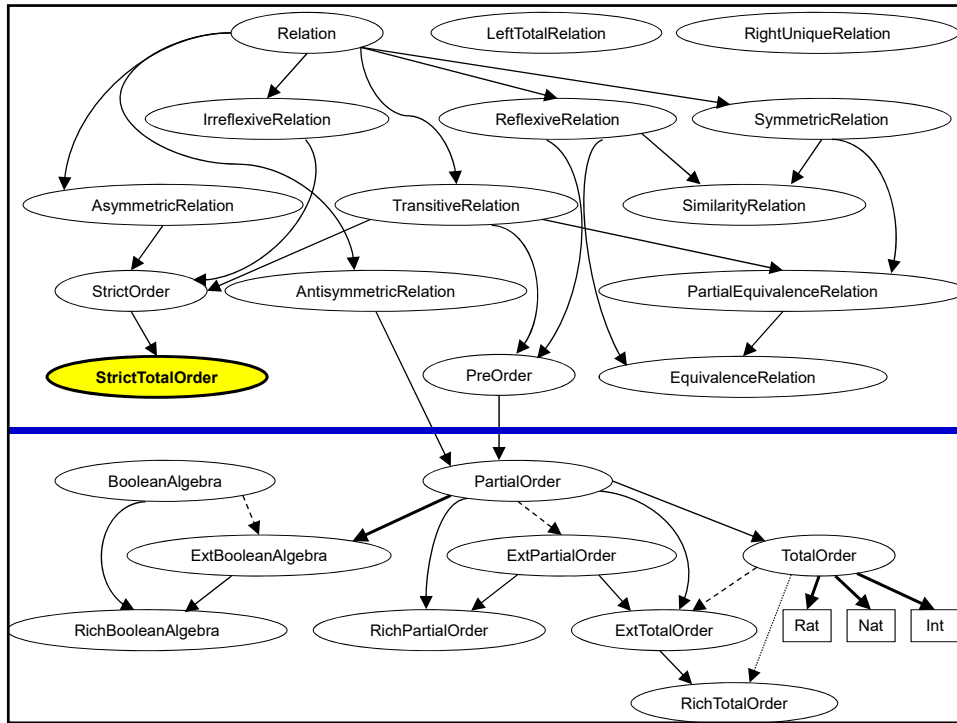 Relation
LeftTotalRelation
RightUniqueRelation
IrreflexiveRelation
ReflexiveRelation
SymmetricRelation
AsymmetricRelation
TransitiveRelation
SimilarityRelation
StrictOrder
AntisymmetricRelation
PartialEquivalenceRelation
StrictTotalOrder
PreOrder
EquivalenceRelation
BooleanAlgebra
PartialOrder
ExtBooleanAlgebra
ExtPartialOrder
TotalOrder
RichBooleanAlgebra
RichPartialOrder
ExtTotalOrder
Rat
Nat
Int
RichTotalOrder